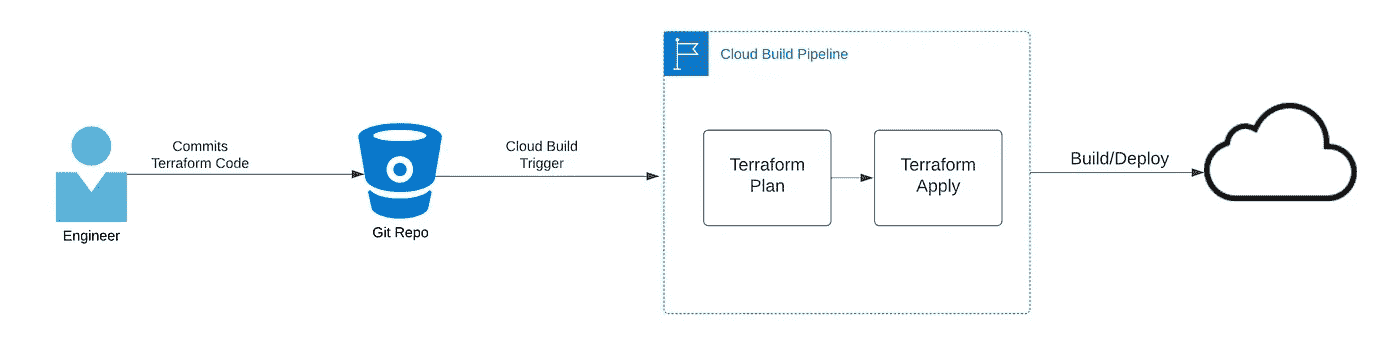 Commits
Terraform Code
Engineer
Git Repo
Cloud Build
Trigger
Cloud Build Pipeline
Terraform
Plan
Terraform
Apply
Build/Deploy